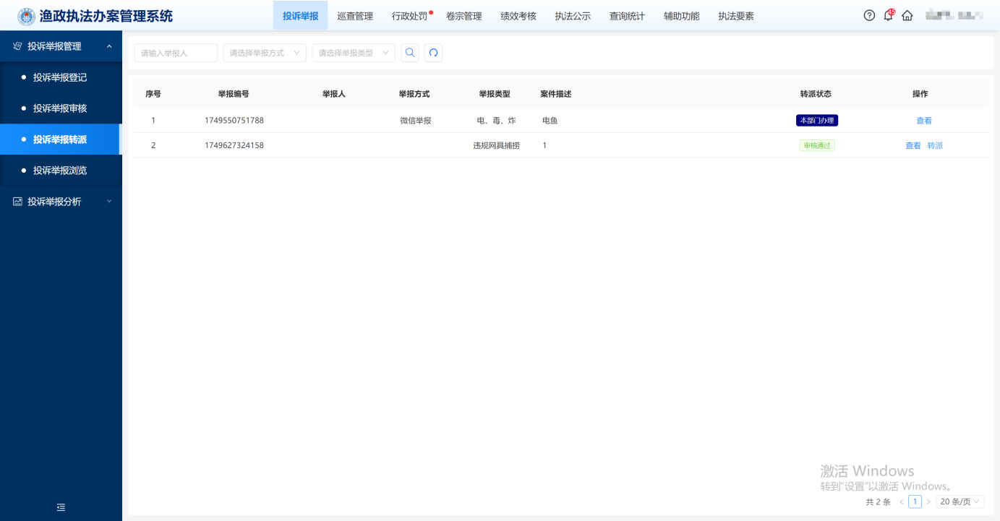 渔政执法办案管理系统
投诉举报 巡查管理 行政处罚 卷宗管理 绩效考核 执法公示 查询统计 辅助功能 执法要素
45
投诉举报管理
投诉举报登记
投诉举报审核
投诉举报转派
投诉举报浏览
投诉举报分析
请输入举报人 请选择举报方式 请选择举报类型
序号 举报编号 举报人 举报方式 举报类型 案件描述 转派状态 操作
1 1749550751788 微信举报 电、毒、炸 电鱼 本部门办理 查看
2 1749627324158 违规网具捕捞 1 审核通过 查看 转派
激活 Windows
转到"设置"以激活 Windows。
共 2 条 < 1 > 20 条/页